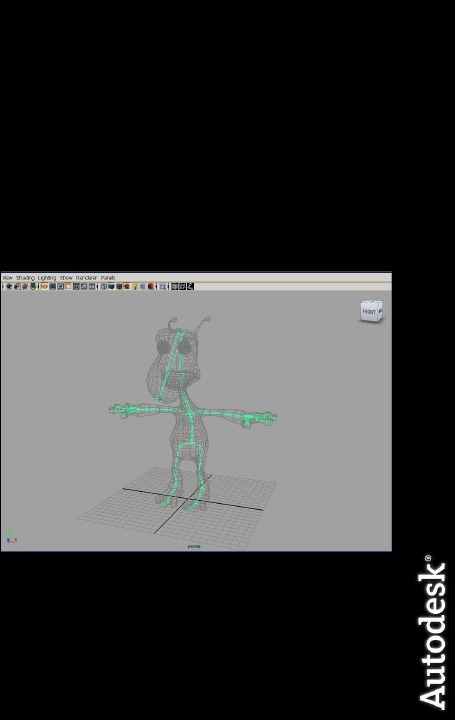 View Shading Lighting Show Renderer Panels
FRONT
persp
Autodesk®